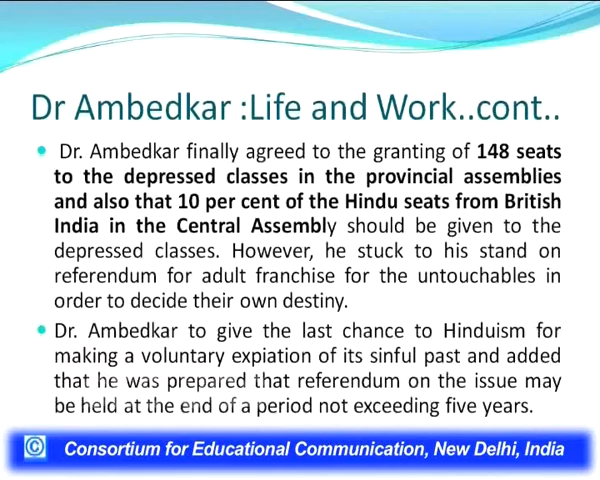 Dr Ambedkar :Life and Work..cont..
Dr. Ambedkar finally agreed to the granting of 148 seats
to the depressed classes in the provincial assemblies
and also that 10 per cent of the Hindu seats from British
India in the Central Assembly should be given to the
depressed classes. However, he stuck to his stand on
referendum for adult franchise for the untouchables in
order to decide their own destiny.
Dr. Ambedkar to give the last chance to Hinduism for
making a voluntary expiation of its sinful past and added
that he was prepared that referendum on the issue may
be held at the end of a period not exceeding five years.
© Consortium for Educational Communication, New Delhi, India